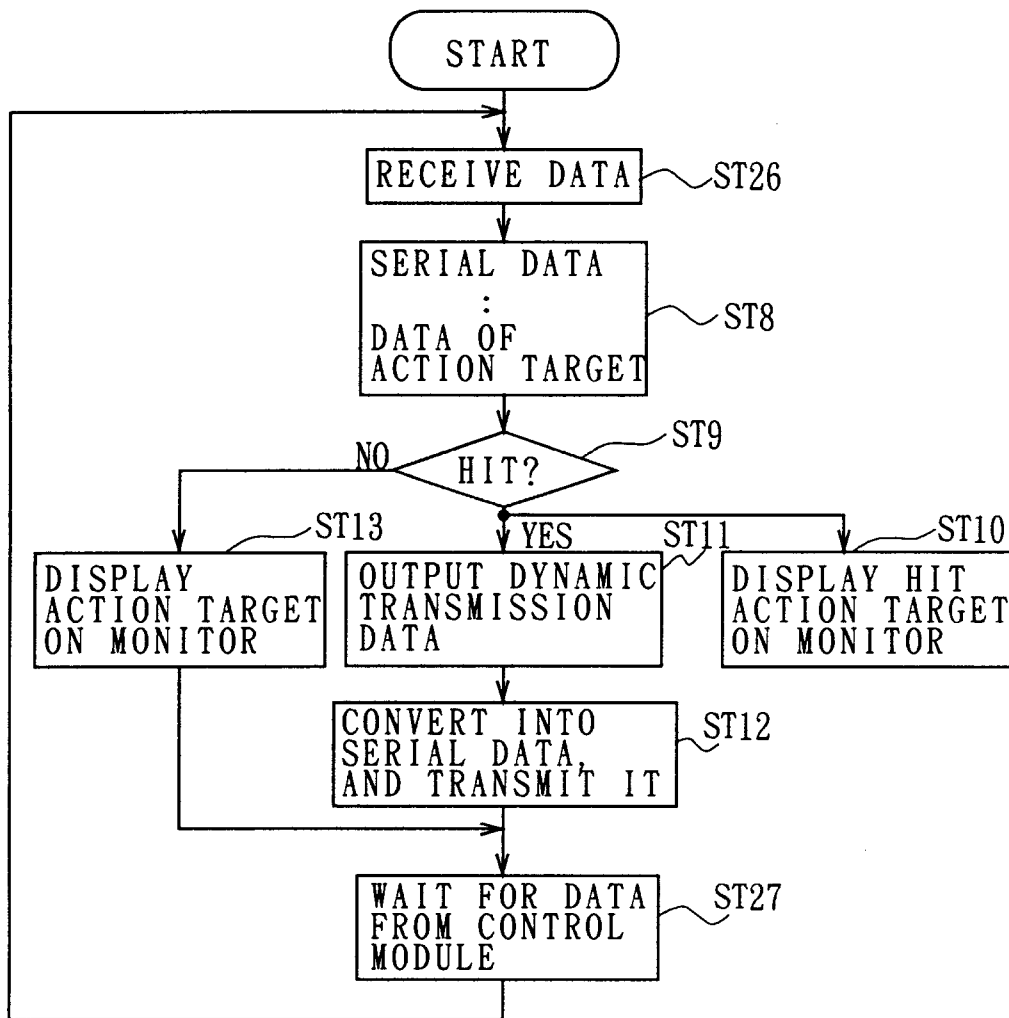 START
RECEIVE DATA
ST26
SERIAL DATA
:
DATA OF
ACTION TARGET
ST8
HIT?
ST9
NO
YES
ST13
DISPLAY
ACTION TARGET
ON MONITOR
ST11
OUTPUT DYNAMIC
TRANSMISSION
DATA
ST10
DISPLAY HIT
ACTION TARGET
ON MONITOR
CONVERT INTO
SERIAL DATA,
AND TRANSMIT IT
ST12
WAIT FOR DATA
FROM CONTROL
MODULE
ST27